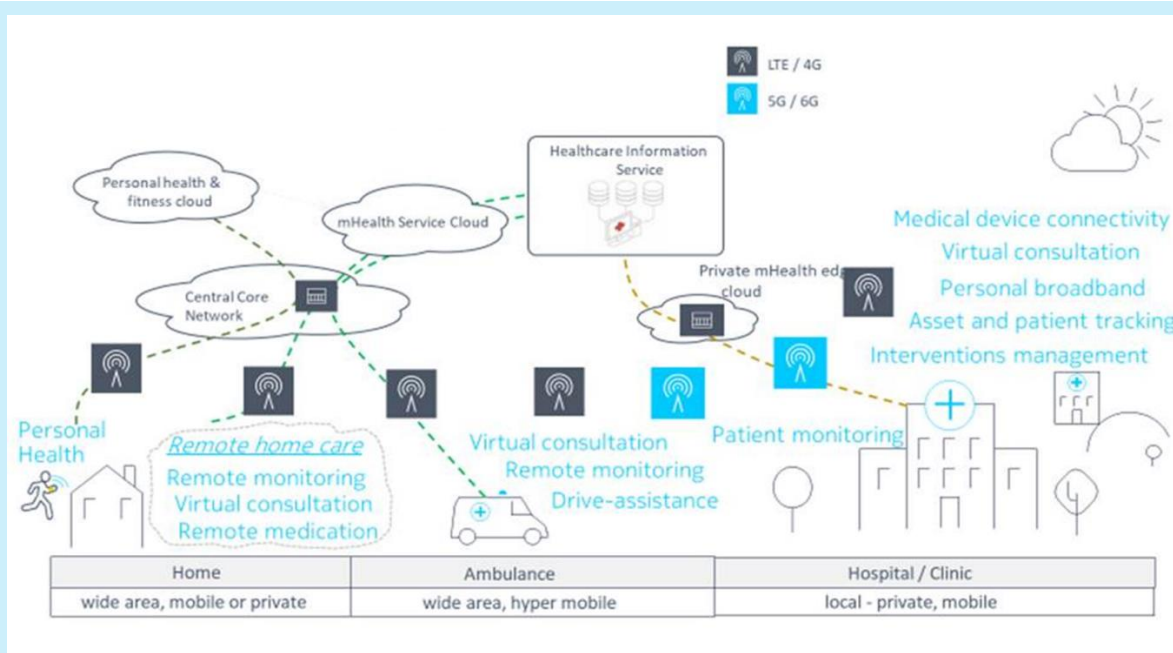 LTE / 4G
5G / 6G
Healthcare Information
Service
Personal health &
fitness cloud
mHealth Service Cloud
Medical device connectivity
Virtual consultation
Private mHealth edg
cloud
Personal broadband
Central Core
Network
Asset and patient tracking
Interventions management
Personal
Health
Remote home care
Remote monitoring
Virtual consultation
Remote medication
Virtual consultation
Remote monitoring
Drive-assistance
Patient monitoring
Home
Ambulance
Hospital / Clinic
wide area, mobile or private
wide area, hyper mobile
local - private, mobile